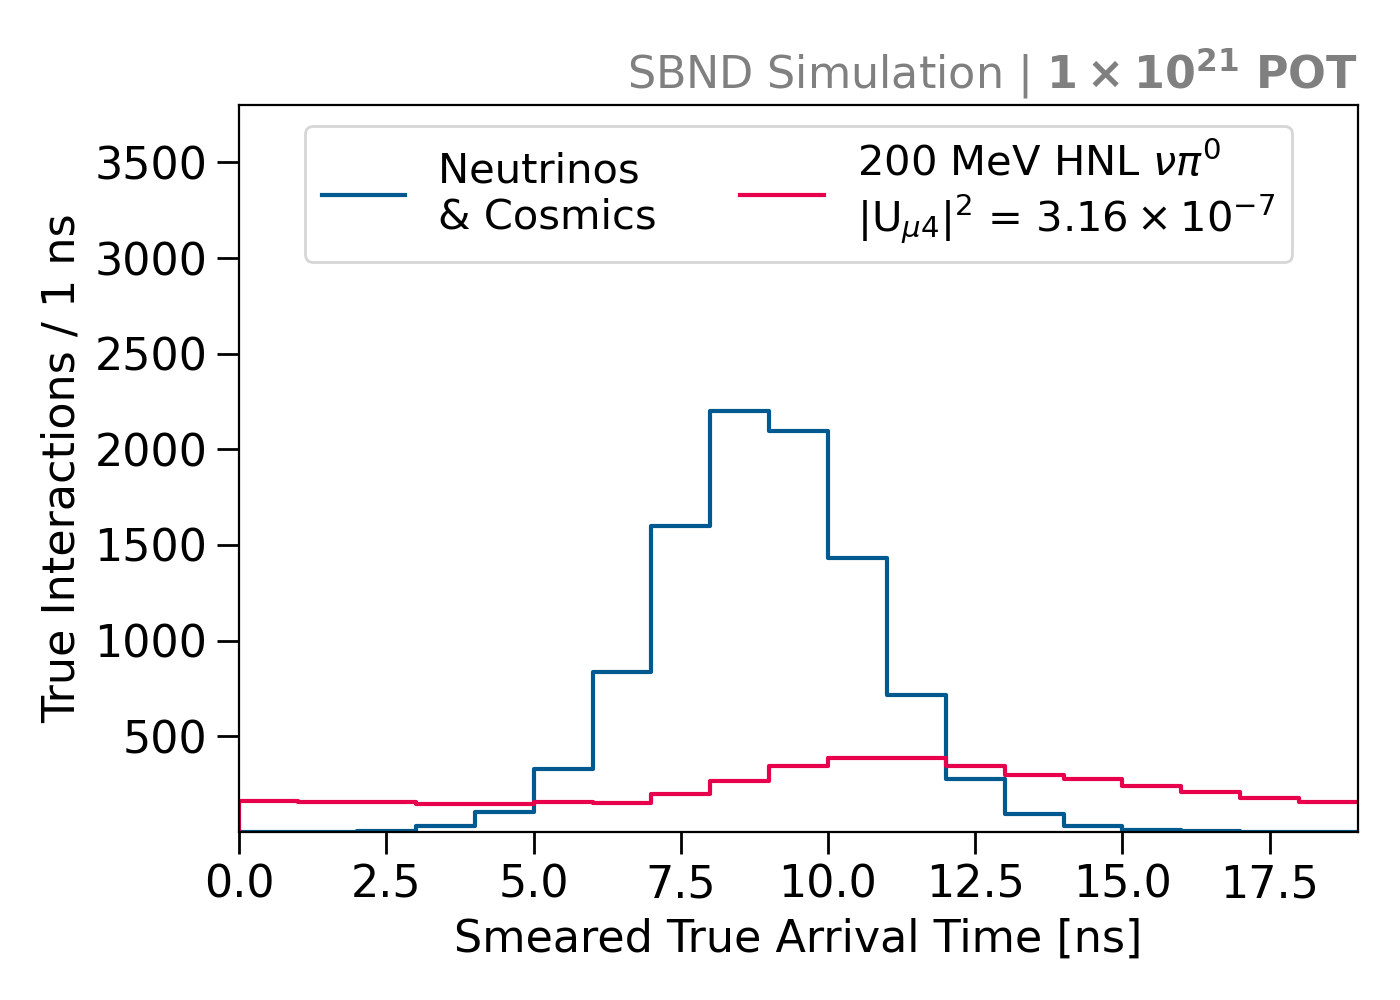 SBND Simulation | 1 × 10²¹ POT
Neutrinos
& Cosmics
200 MeV HNL νπ⁰
|Uμ4|² = 3.16 × 10⁻⁷
True Interactions / 1 ns
3500
3000
2500
2000
1500
1000
500
0.0 2.5 5.0 7.5 10.0 12.5 15.0 17.5
Smeared True Arrival Time [ns]